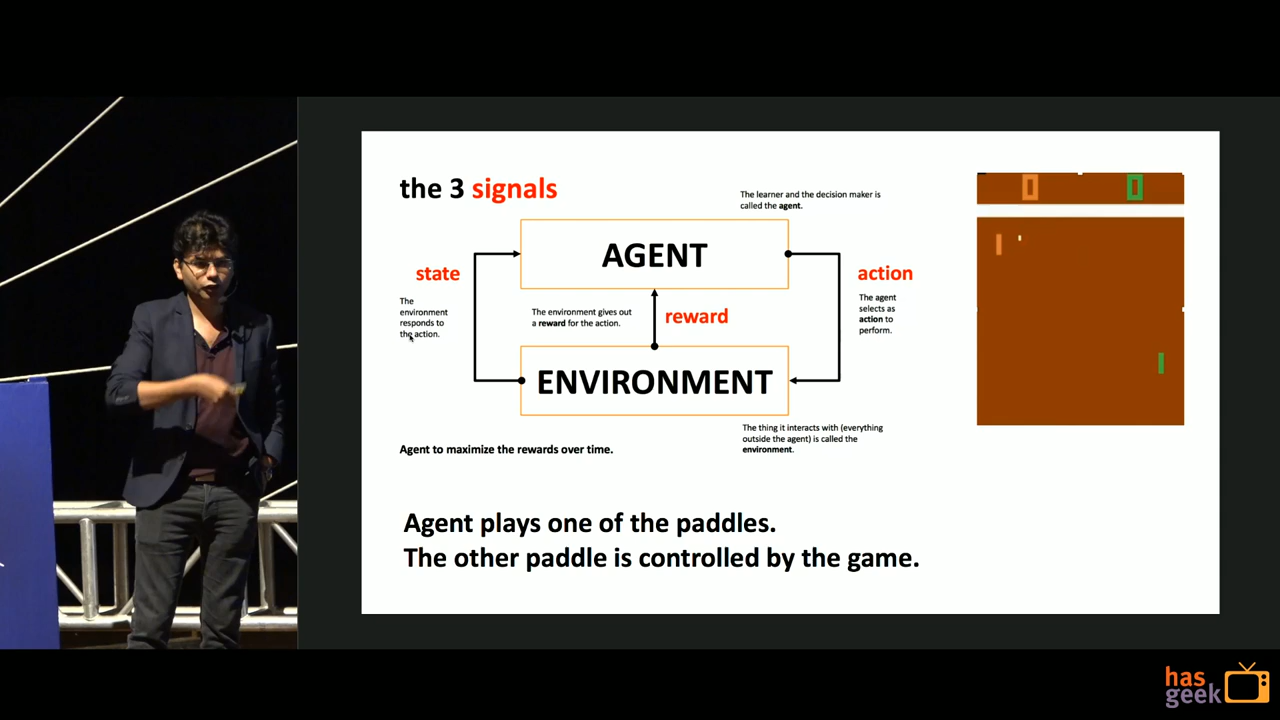 the 3 signals
The learner and the decision maker is
called the agent.
AGENT
state
action
The
environment
responds to
the action.
The environment gives out
a reward for the action.
reward
The agent
selects as
action to
perform.
ENVIRONMENT
The thing it interacts with (everything
outside the agent) is called the
environment.
Agent to maximize the rewards over time.
0 0
Agent plays one of the paddles.
The other paddle is controlled by the game.
has
geek